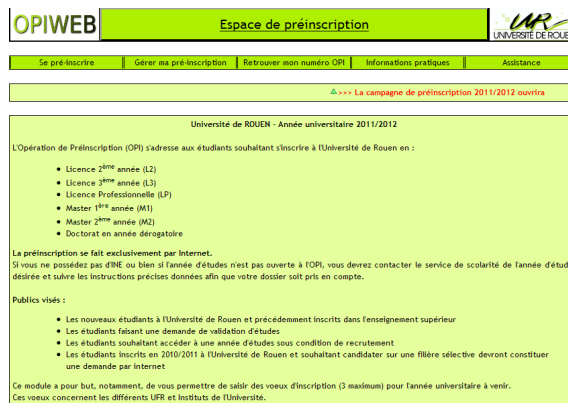 OPIWEB
Espace de préinscription
UR
UNIVERSITÉ DE ROUE
Se pré-inscrire
Gérer ma pré-inscription
Retrouver mon numéro OPI
Informations pratiques
Assistance
>>> La campagne de préinscription 2011/2012 ouvrira
Université de ROUEN - Année universitaire 2011/2012
L'Opération de Préinscription (OPI) s'adresse aux étudiants souhaitant s'inscrire à l'Université de Rouen en :
Licence 2ème année (L2)
Licence 3ème année (L3)
Licence Professionnelle (LP)
Master 1ère année (M1)
Master 2ème année (M2)
Doctorat en année dérogatoire
La préinscription se fait exclusivement par Internet.
Si vous ne possédez pas d'INE ou bien si l'année d'études n'est pas ouverte à l'OPI, vous devrez contacter le service de scolarité de l'année d'étud
désirée et suivre les instructions précises données afin que votre dossier soit pris en compte.
Publics visés :
Les nouveaux étudiants à l'Université de Rouen et précédemment inscrits dans l'enseignement supérieur
Les étudiants faisant une demande de validation d'études
Les étudiants souhaitant accéder à une année d'études sous condition de recrutement
Les étudiants inscrits en 2010/2011 à l'Université de Rouen et souhaitant candidater sur une filière sélective devront constituer
une demande par internet
Ce module a pour but, notamment, de vous permettre de saisir des voeux d'inscription (3 maximum) pour l'année universitaire à venir.
Ces voeux concernent les différents UFR et Instituts de l'Université.